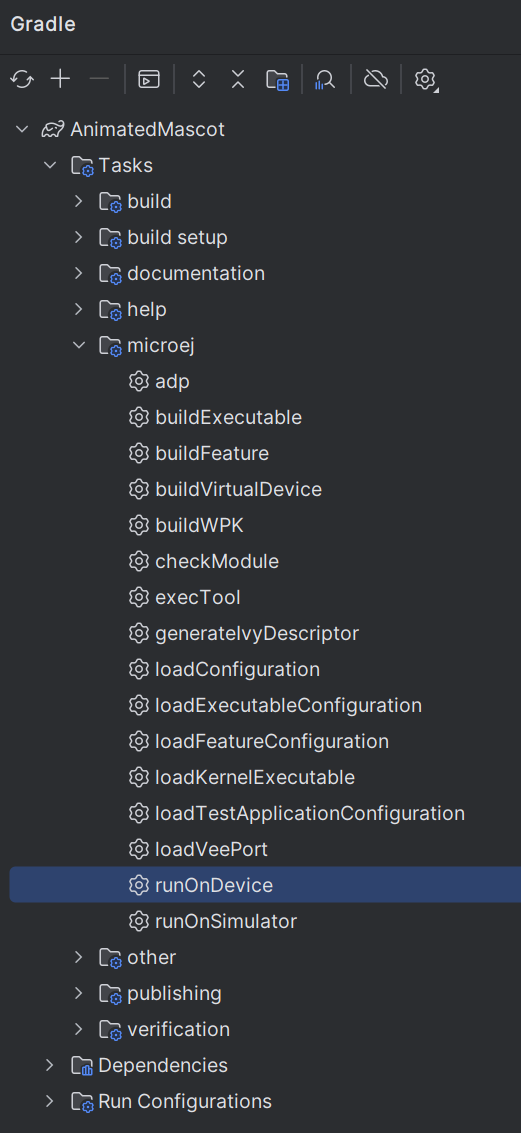 Gradle
AnimatedMascot
Tasks
build
build setup
documentation
help
microej
adp
buildExecutable
buildFeature
buildVirtualDevice
buildWPK
checkModule
execTool
generateIvyDescriptor
loadConfiguration
loadExecutableConfiguration
loadFeatureConfiguration
loadKernelExecutable
loadTestApplicationConfiguration
loadVeePort
runOnDevice
runOnSimulator
other
publishing
verification
Dependencies
Run Configurations